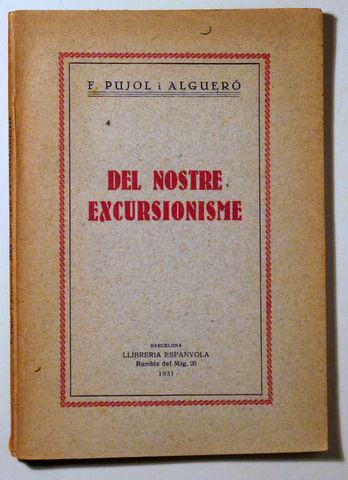 F. PUJOL i ALGUERÓ
DEL NOSTRE
EXCURSIONISME
BARCELONA
LLIBRERIA ESPANYOLA
Rambla del Mig, 20
1931